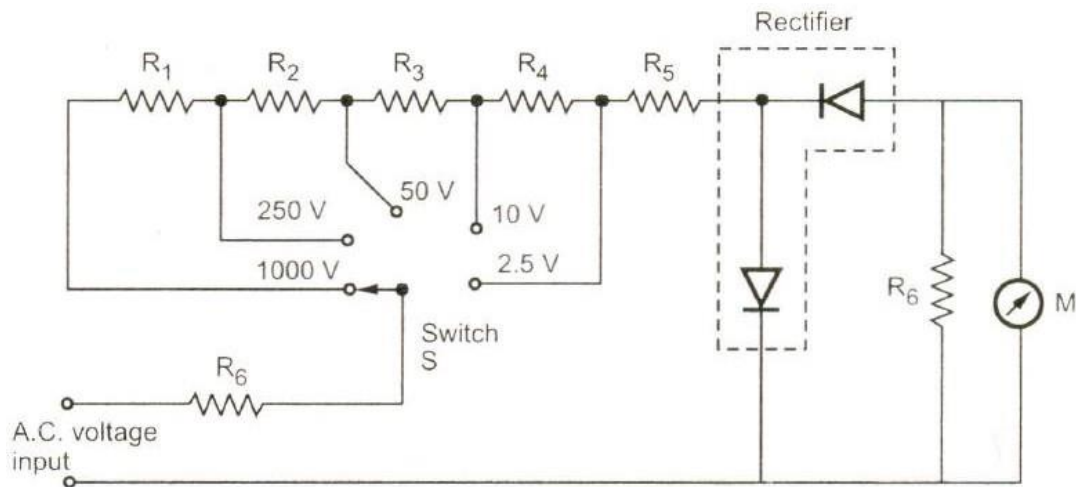 Rectifier
R1
R2
R3
R4
R5
50 V
250 V
10 V
1000 V
2.5 V
R6
M
Switch
S
R6
A.C. voltage
input